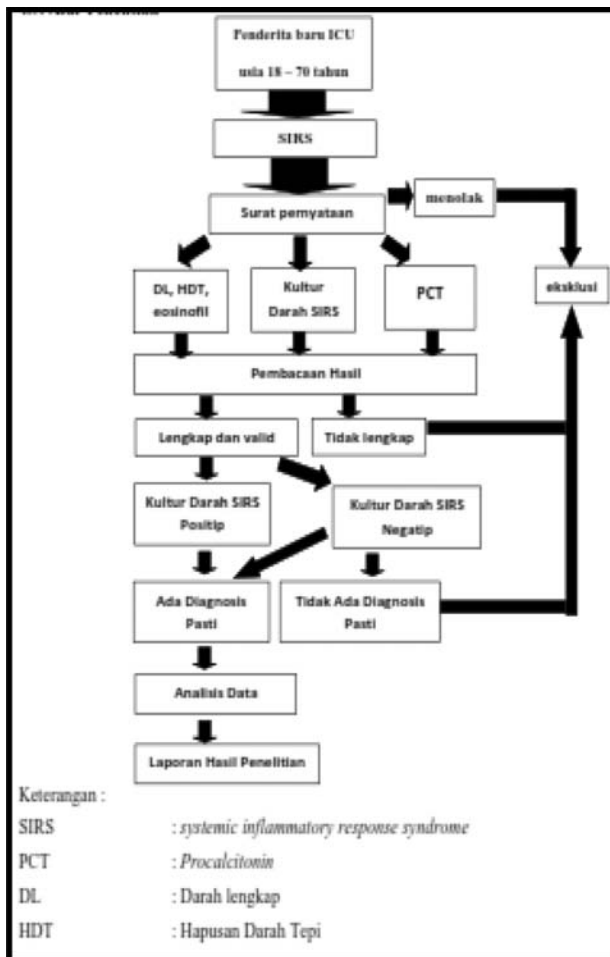 Penderita baru ICU
usia 18 – 70 tahun
SIRS
Surat pernyataan
menolak
DL, HDT,
eosinofil
Kultur
Darah SIRS
PCT
eksklusi
Pembacaan Hasil
Lengkap dan valid
Tidak lengkap
Kultur Darah SIRS
Positip
Kultur Darah SIRS
Negatip
Ada Diagnosis
Pasti
Tidak Ada Diagnosis
Pasti
Analisis Data
Laporan Hasil Penelitian
Keterangan :
SIRS : systemic inflammatory response syndrome
PCT : Procalcitonin
DL : Darah lengkap
HDT : Hapusan Darah Tepi